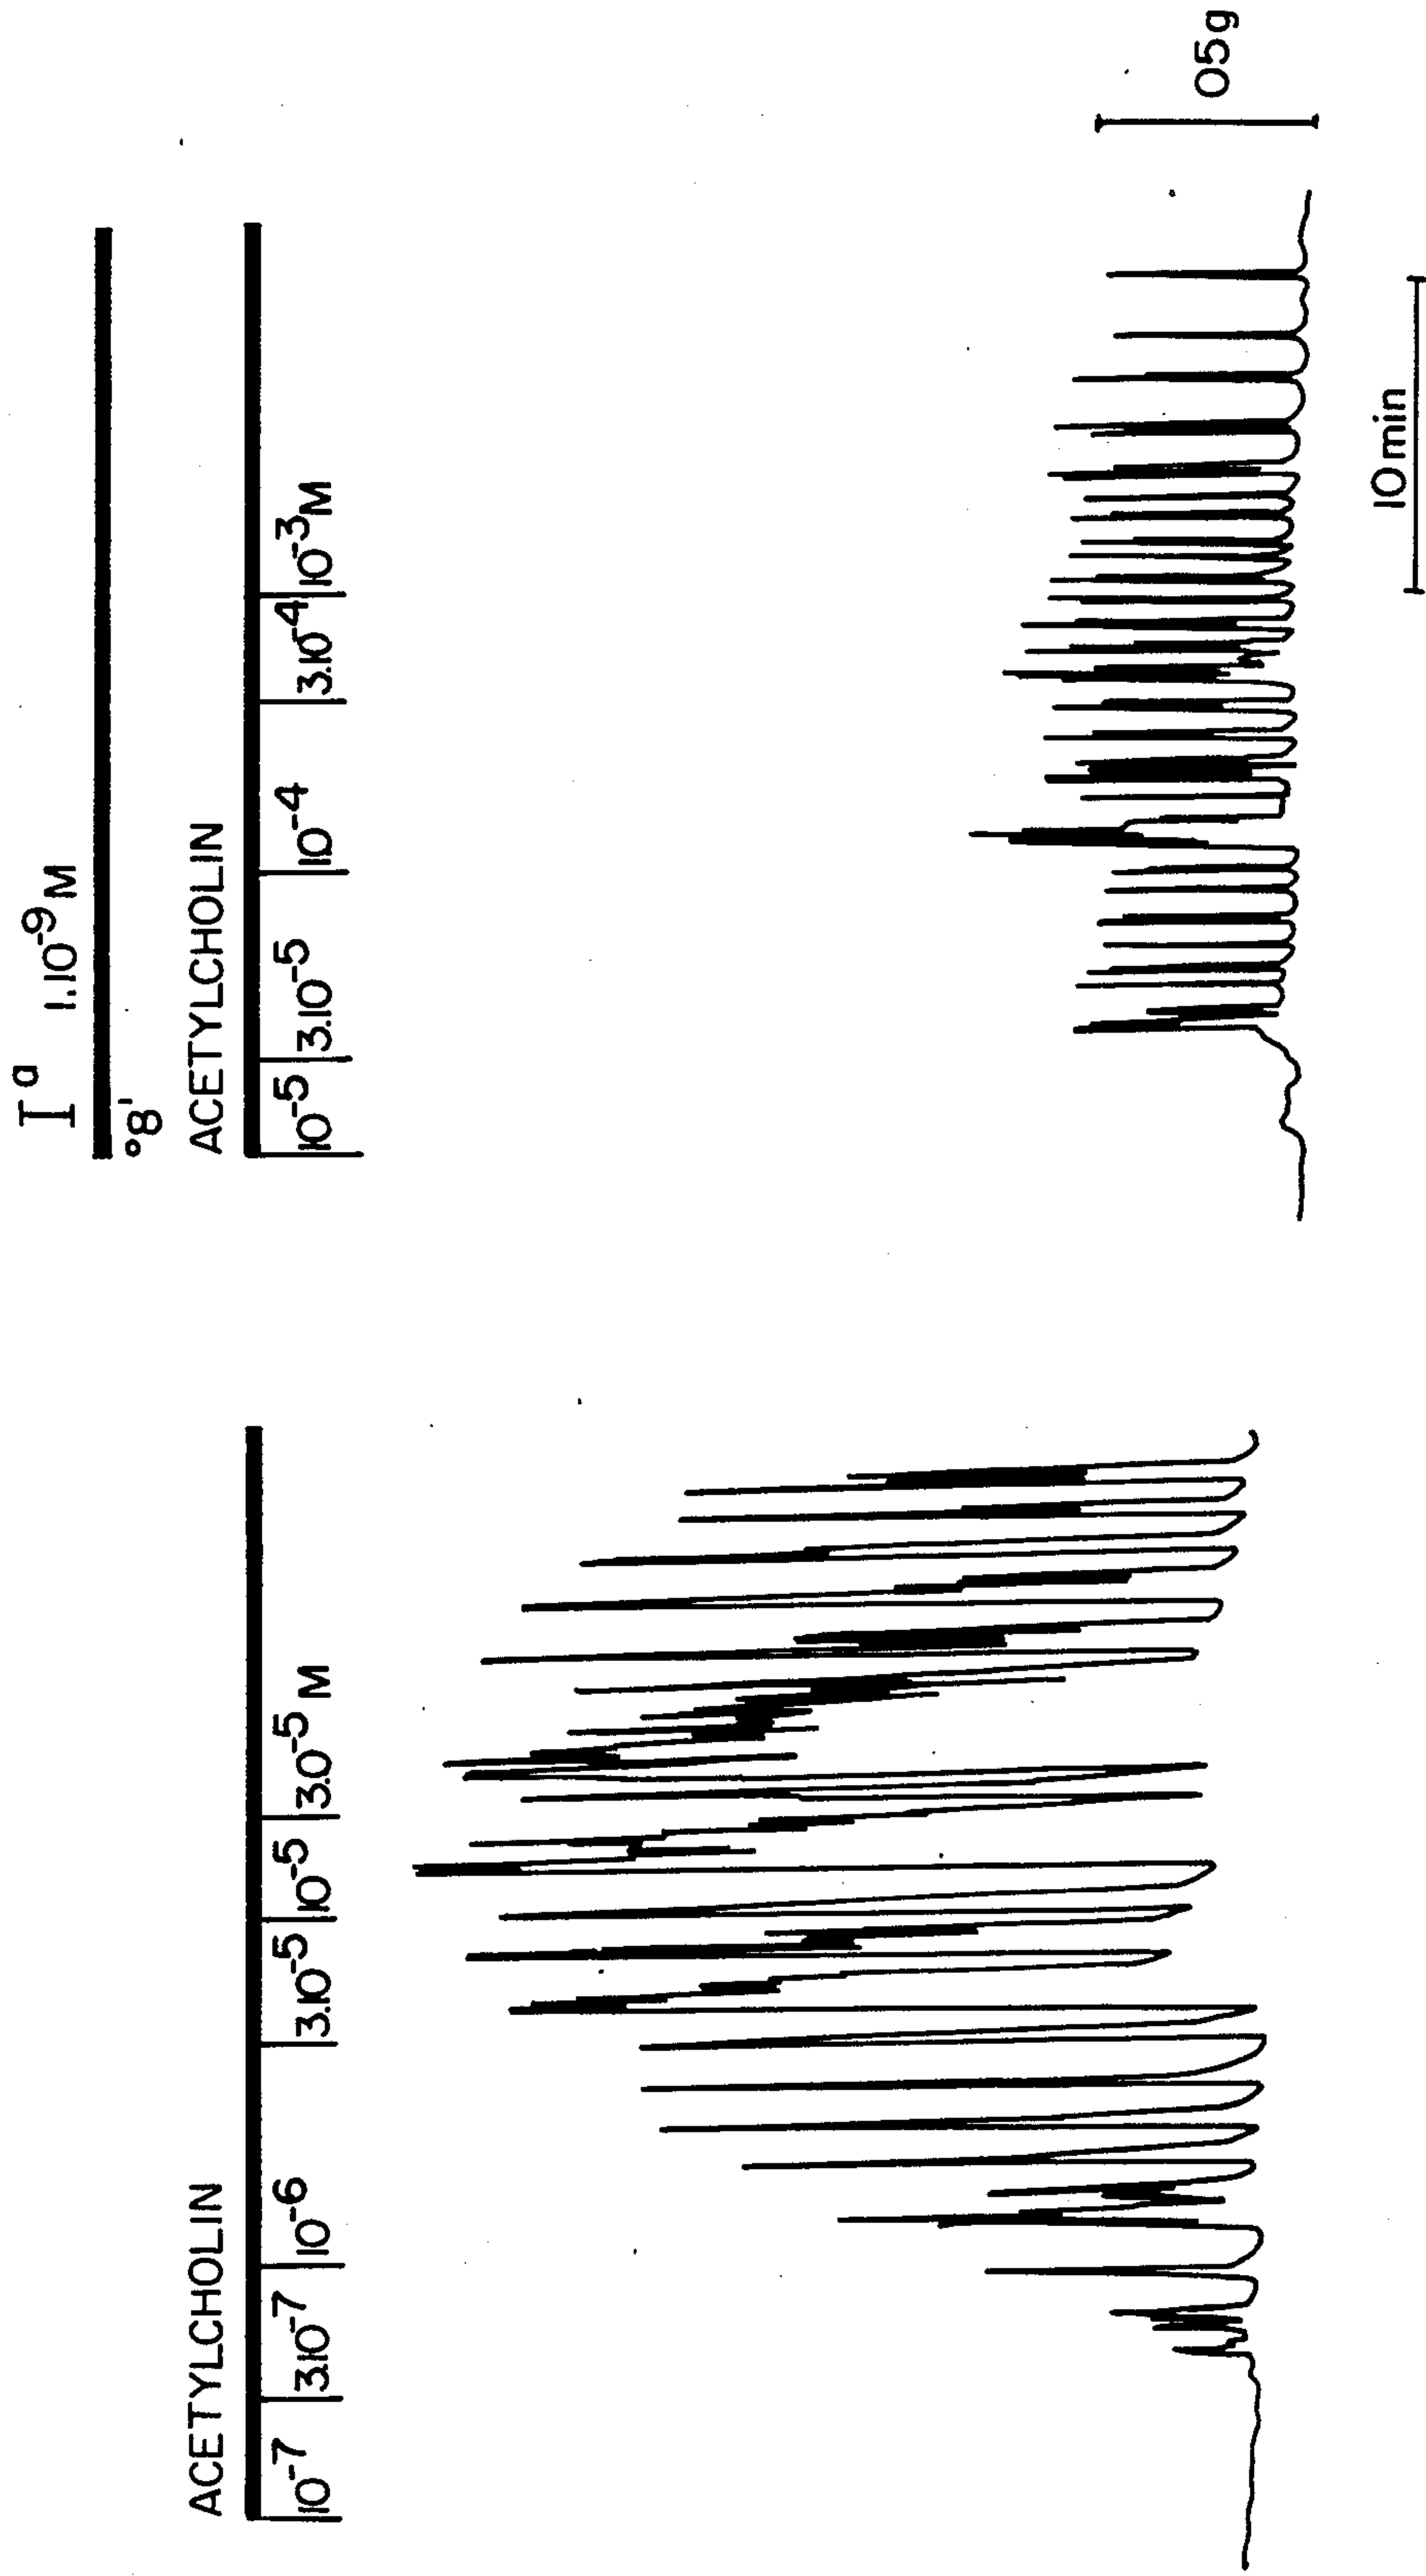 ACETYLCHOLIN
10⁻⁷ 3.10⁻⁷ 10⁻⁶ 3.10⁻⁵ 10⁻⁵ 3.0⁻⁵ M
I a 1.10⁻⁹ M
°8'
ACETYLCHOLIN
10⁻⁵ 3.10⁻⁵ 10⁻⁴ 3.10⁻⁴ 10⁻³ M
05g
10 min